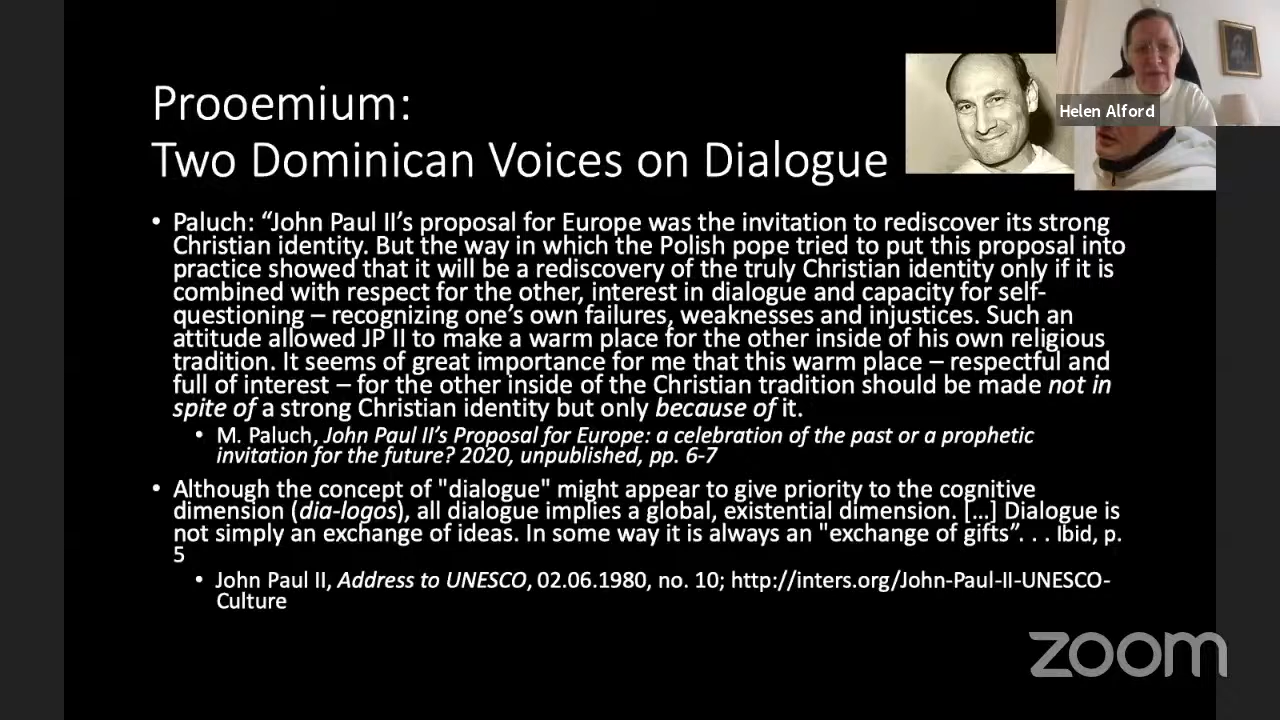 Prooemium:
Two Dominican Voices on Dialogue
Helen Alford
• Paluch: “John Paul II’s proposal for Europe was the invitation to rediscover its strong
Christian identity. But the way in which the Polish pope tried to put this proposal into
practice showed that it will be a rediscovery of the truly Christian identity only if it is
combined with respect for the other, interest in dialogue and capacity for self-
questioning – recognizing one’s own failures, weaknesses and injustices. Such an
attitude allowed JP II to make a warm place for the other inside of his own religious
tradition. It seems of great importance for me that this warm place – respectful and
full of interest – for the other inside of the Christian tradition should be made not in
spite of a strong Christian identity but only because of it.
• M. Paluch, John Paul II’s Proposal for Europe: a celebration of the past or a prophetic
invitation for the future? 2020, unpublished, pp. 6-7
• Although the concept of "dialogue" might appear to give priority to the cognitive
dimension (dia-logos), all dialogue implies a global, existential dimension. […] Dialogue is
not simply an exchange of ideas. In some way it is always an "exchange of gifts”. . . Ibid, p.
5
• John Paul II, Address to UNESCO, 02.06.1980, no. 10; http://inters.org/John-Paul-II-UNESCO-
Culture
zoom